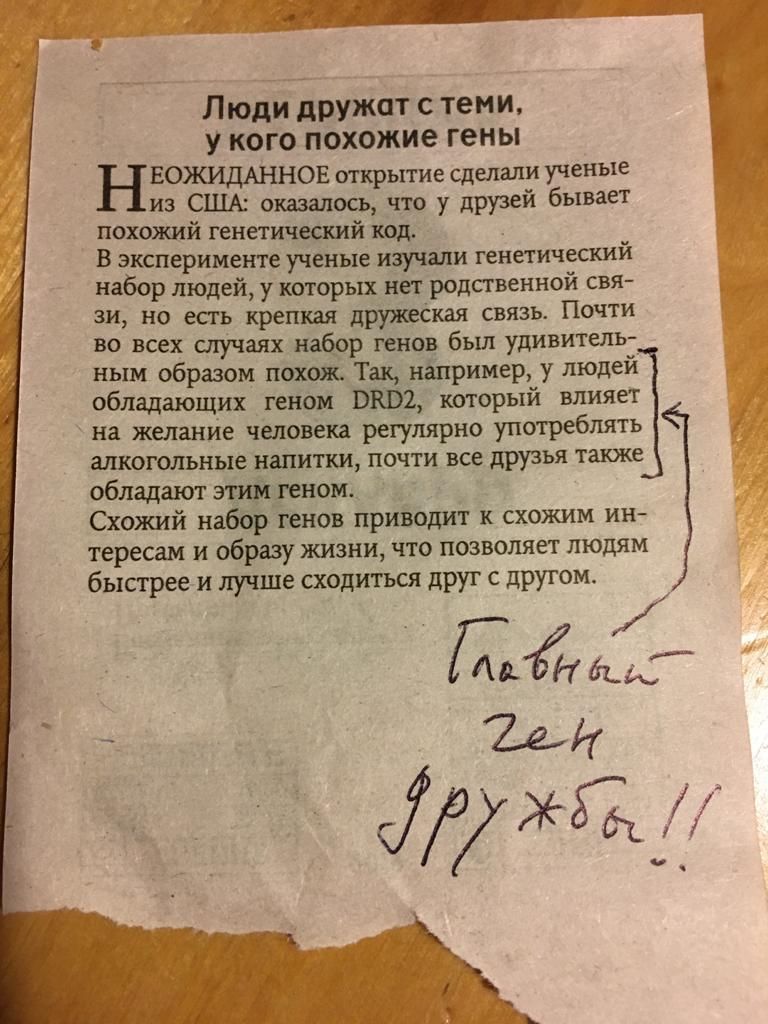 Люди дружат с теми,
у кого похожие гены
НЕОЖИДАННОЕ открытие сделали ученые
из США: оказалось, что у друзей бывает
похожий генетический код.
В эксперименте ученые изучали генетический
набор людей, у которых нет родственной свя-
зи, но есть крепкая дружеская связь. Почти
во всех случаях набор генов был удивитель-
ным образом похож. Так, например, у людей
обладающих геном DRD2, который влияет
на желание человека регулярно употреблять
алкогольные напитки, почти все друзья также
обладают этим геном.
Схожий набор генов приводит к схожим ин-
тересам и образу жизни, что позволяет людям
быстрее и лучше сходиться друг с другом.
Главный
ген
дружбы!!